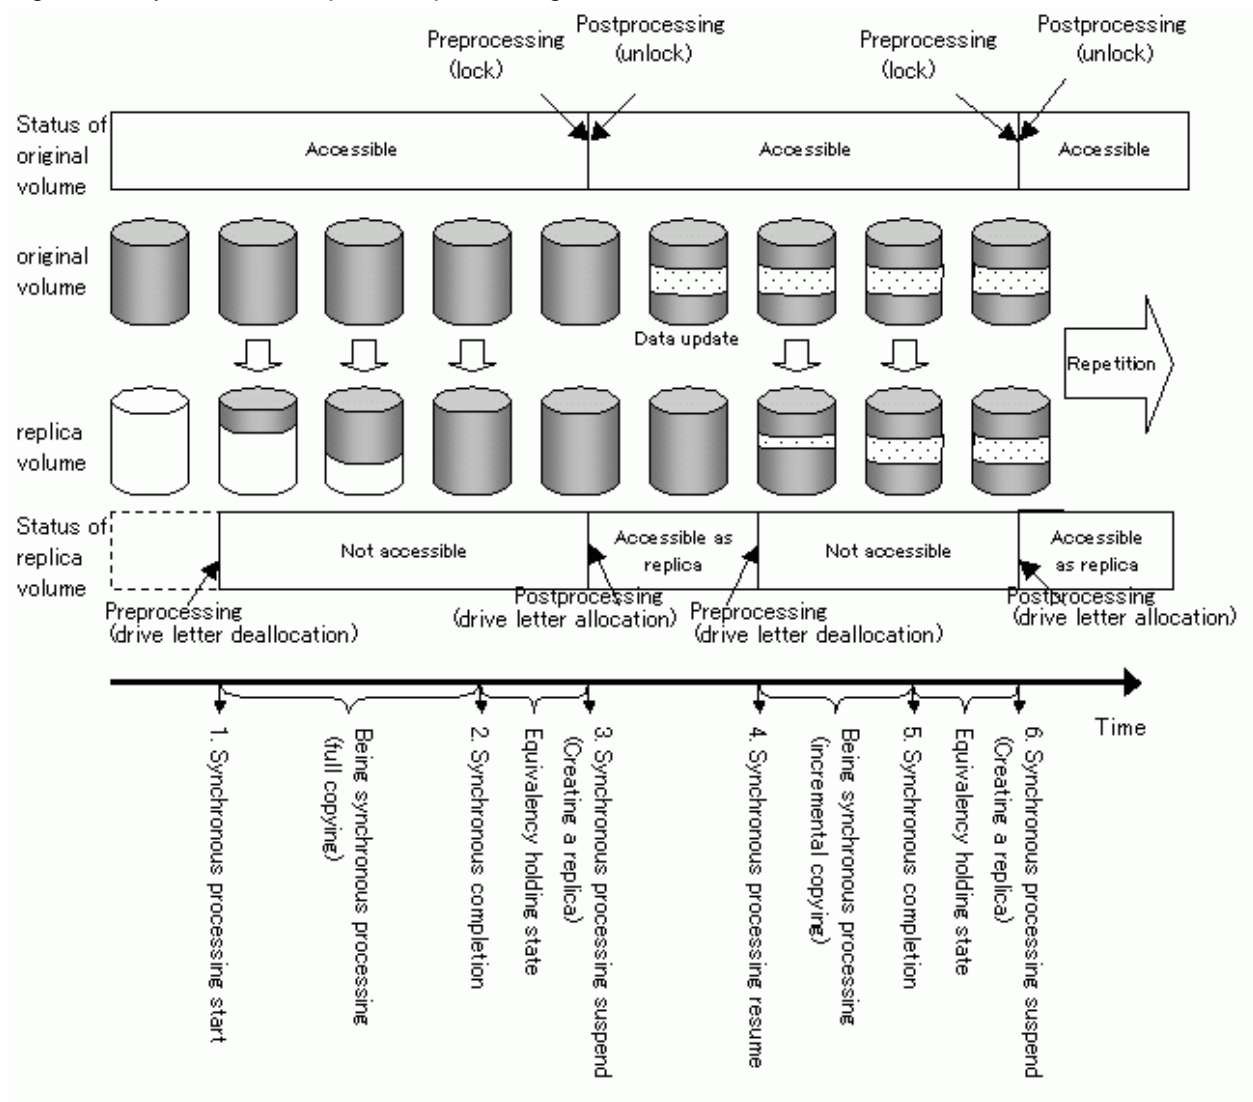 Preprocessing
(lock)
Postprocessing
(unlock)
Preprocessing
(lock)
Postprocessing
(unlock)
Status of
original
volume
Accessible
Accessible
Accessible
original
volume
Data update
Repetition
replica
volume
Status of
replica
volume
Not accessible
Accessible as
replica
Not accessible
Accessible
as replica
Preprocessing
(drive letter deallocation)
Postprocessing
(drive letter allocation)
Preprocessing
(drive letter deallocation)
Postprocessing
(drive letter allocation)
Time
1. Synchronous processing start
Being synchronous processing
(full copying)
2. Synchronous completion
Equivalency holding state
3. Synchronous processing suspend
(Creating a replica)
4. Synchronous processing resume
Being synchronous processing
(incremental copying)
5. Synchronous completion
Equivalency holding state
6. Synchronous processing suspend
(Creating a replica)